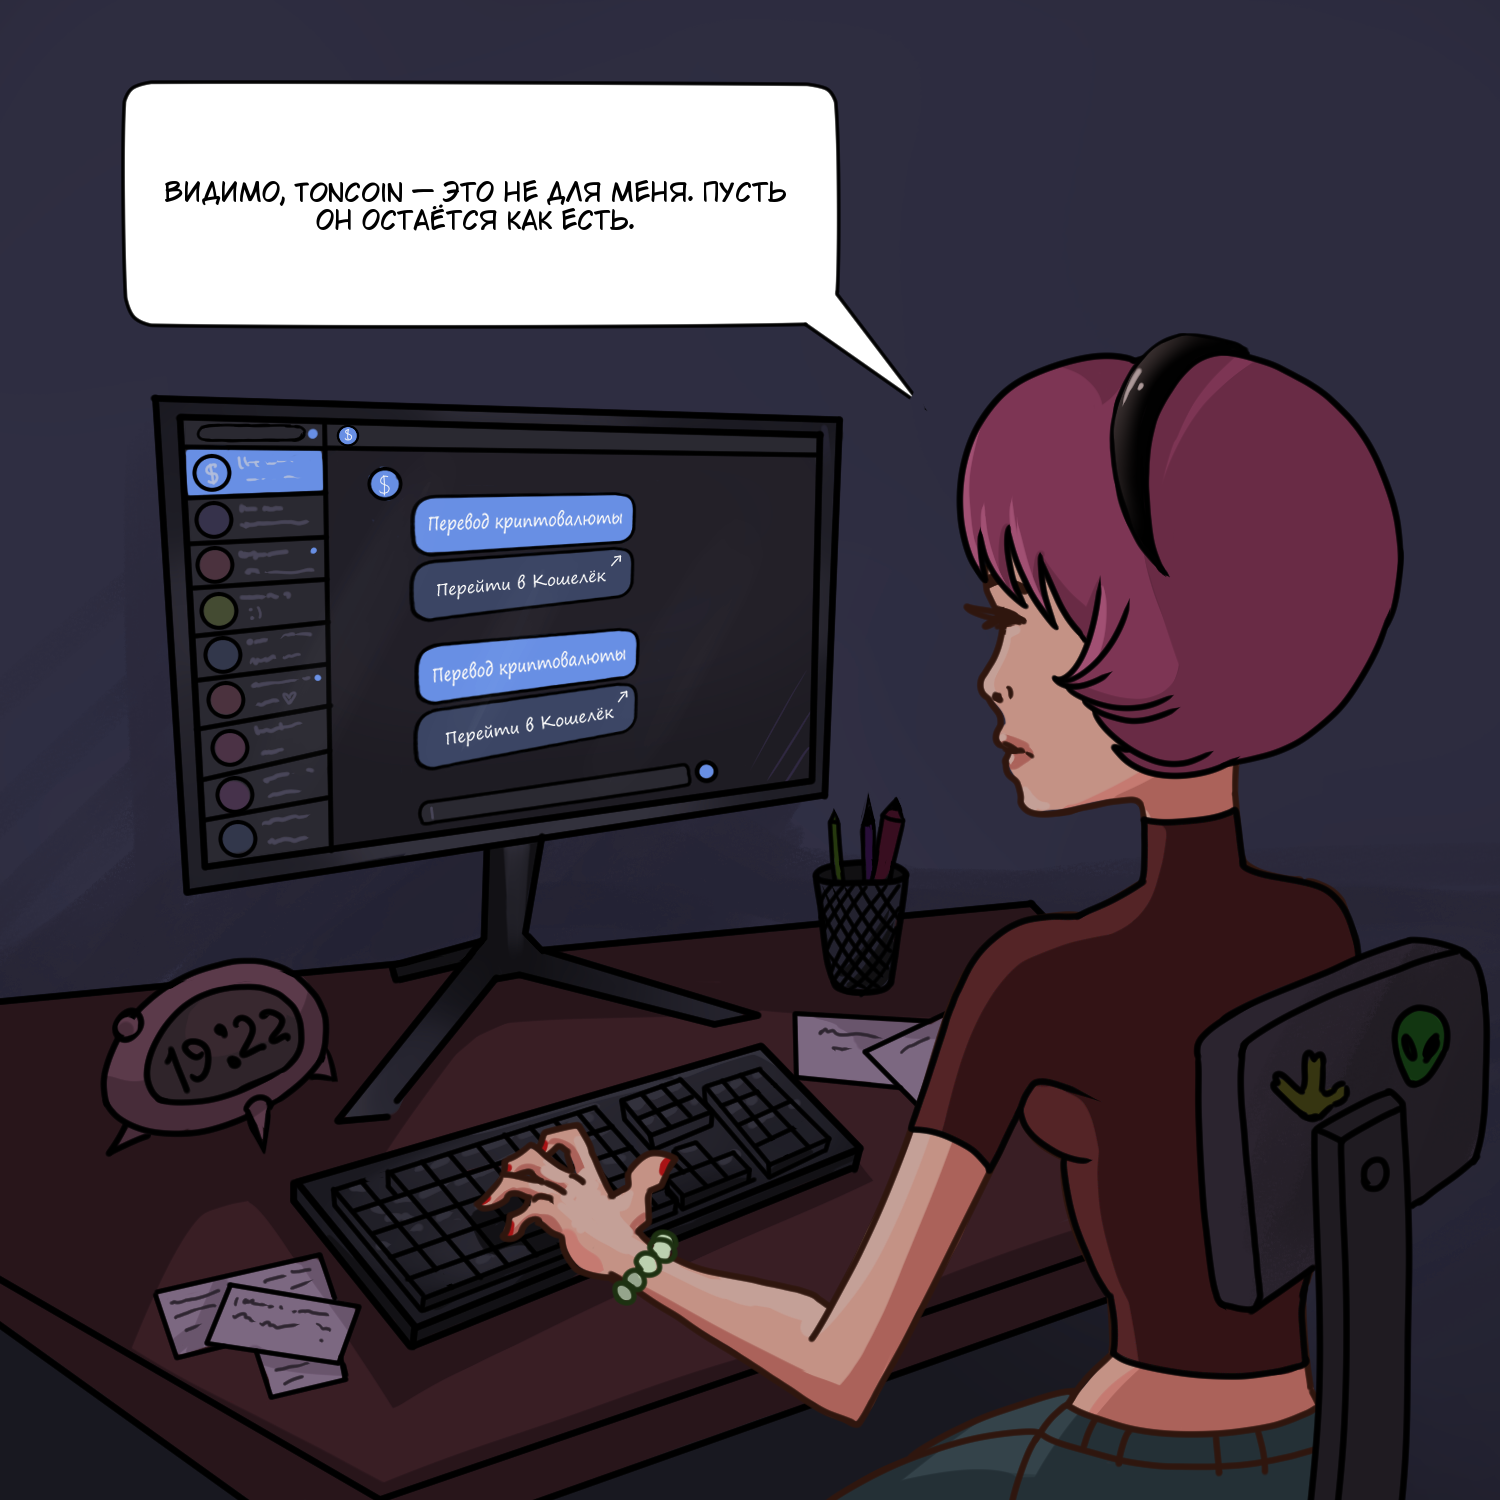 ВИДИМО, TONCOIN — ЭТО НЕ ДЛЯ МЕНЯ. ПУСТЬ
ОН ОСТАЁТСЯ КАК ЕСТЬ.
$
$
$
Перевод криптовалюты
Перейти в Кошелёк
:)
Перевод криптовалюты
Перейти в Кошелёк
19:22